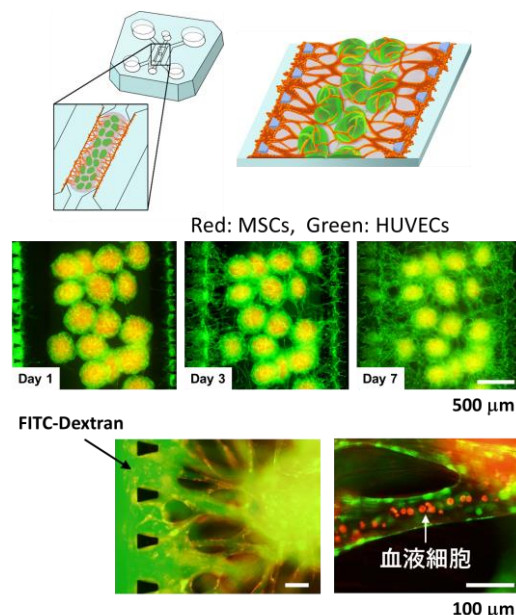 Red: MSCs, Green: HUVECs
Day 1
Day 3
Day 7
500 μm
FITC-Dextran
血液細胞
100 μm